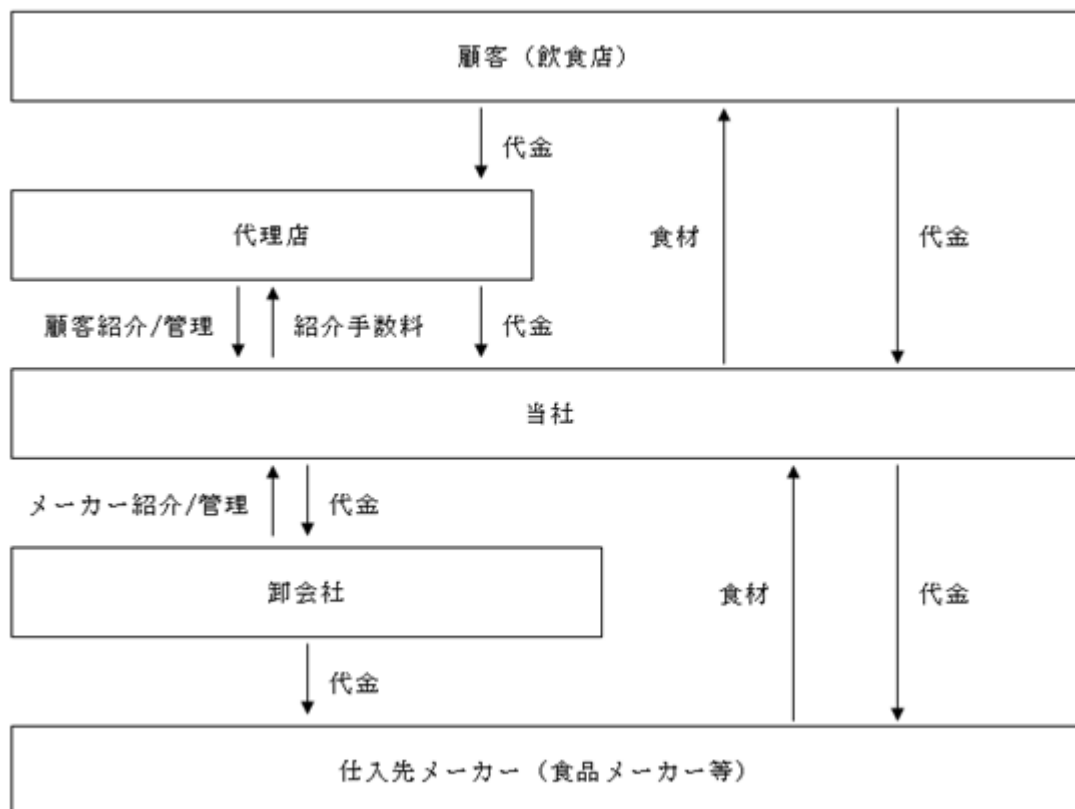 顧客（飲食店）
代金
代理店
食材
代金
顧客紹介/管理
紹介手数料
代金
当社
メーカー紹介/管理
代金
卸会社
食材
代金
代金
仕入先メーカー（食品メーカー等）